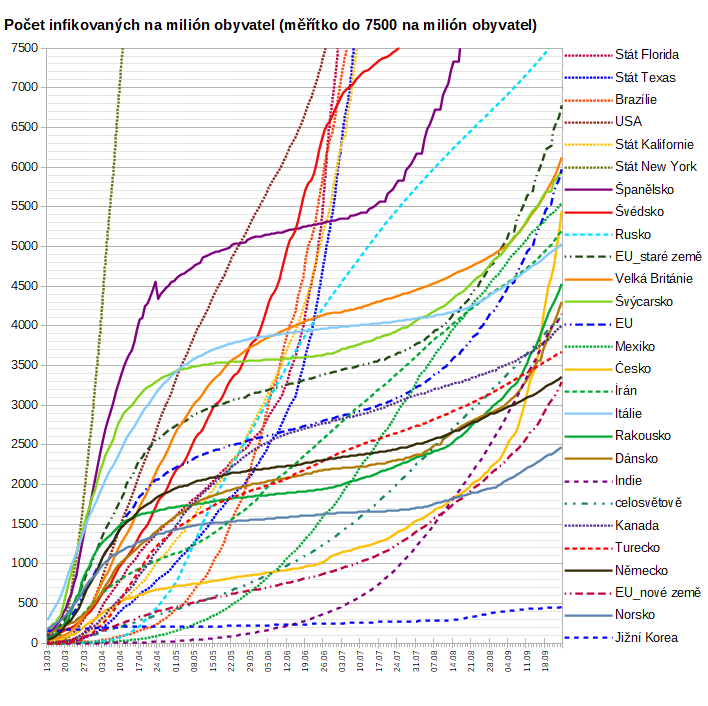 Počet infikovaných na milión obyvatel (měřítko do 7500 na milión obyvatel)
7500
7000
6500
6000
5500
5000
4500
4000
3500
3000
2500
2000
1500
1000
500
0
13.03
20.03
27.03
03.04
10.04
17.04
24.04
01.05
08.05
15.05
22.05
29.05
05.06
12.06
19.06
26.06
03.07
10.07
17.07
24.07
31.07
07.08
14.08
21.08
28.08
04.09
11.09
18.09
Stát Florida
Stát Texas
Brazílie
USA
Stát Kalifornie
Stát New York
Španělsko
Švédsko
Rusko
EU_staré země
Velká Británie
Švýcarsko
EU
Mexiko
Česko
Írán
Itálie
Rakousko
Dánsko
Indie
celosvětově
Kanada
Turecko
Německo
EU_nové země
Norsko
Jižní Korea